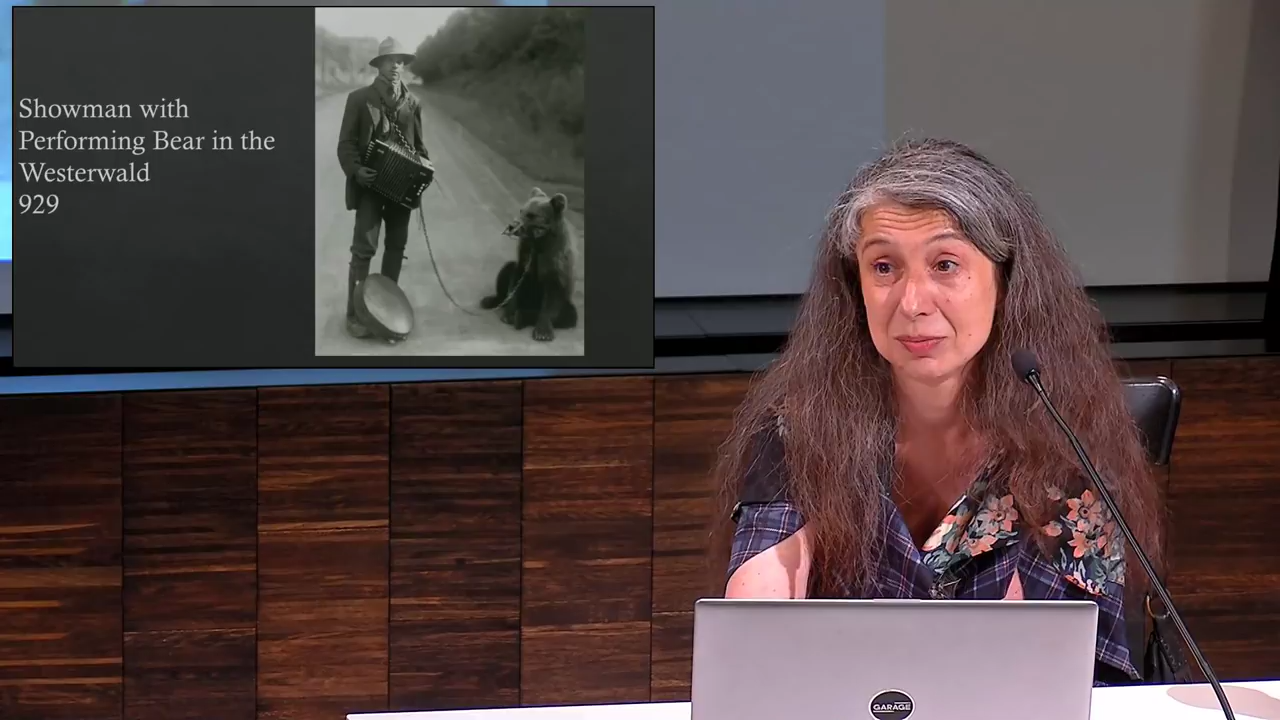 Showman with
Performing Bear in the
Westerwald
929
GARAGE